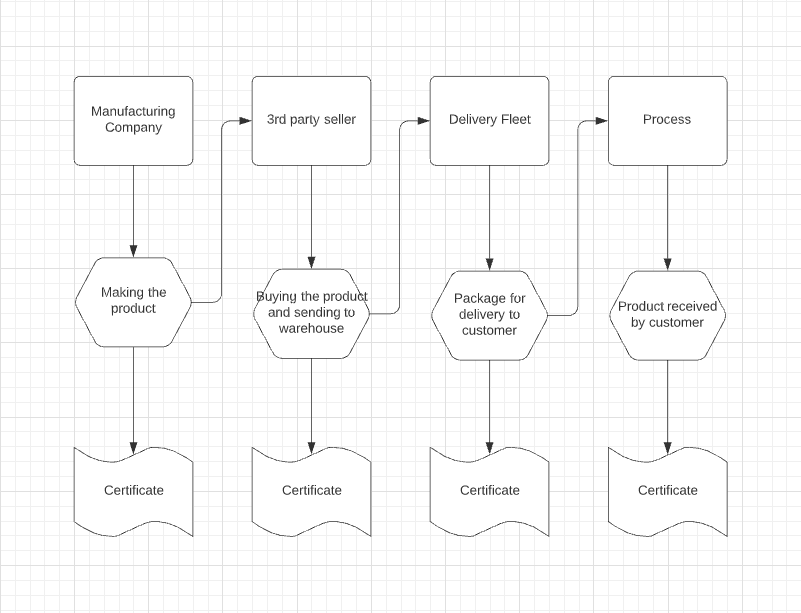 Manufacturing
Company
3rd party seller
Delivery Fleet
Process
Making the
product
Buying the product
and sending to
warehouse
Package for
delivery to
customer
Product received
by customer
Certificate
Certificate
Certificate
Certificate